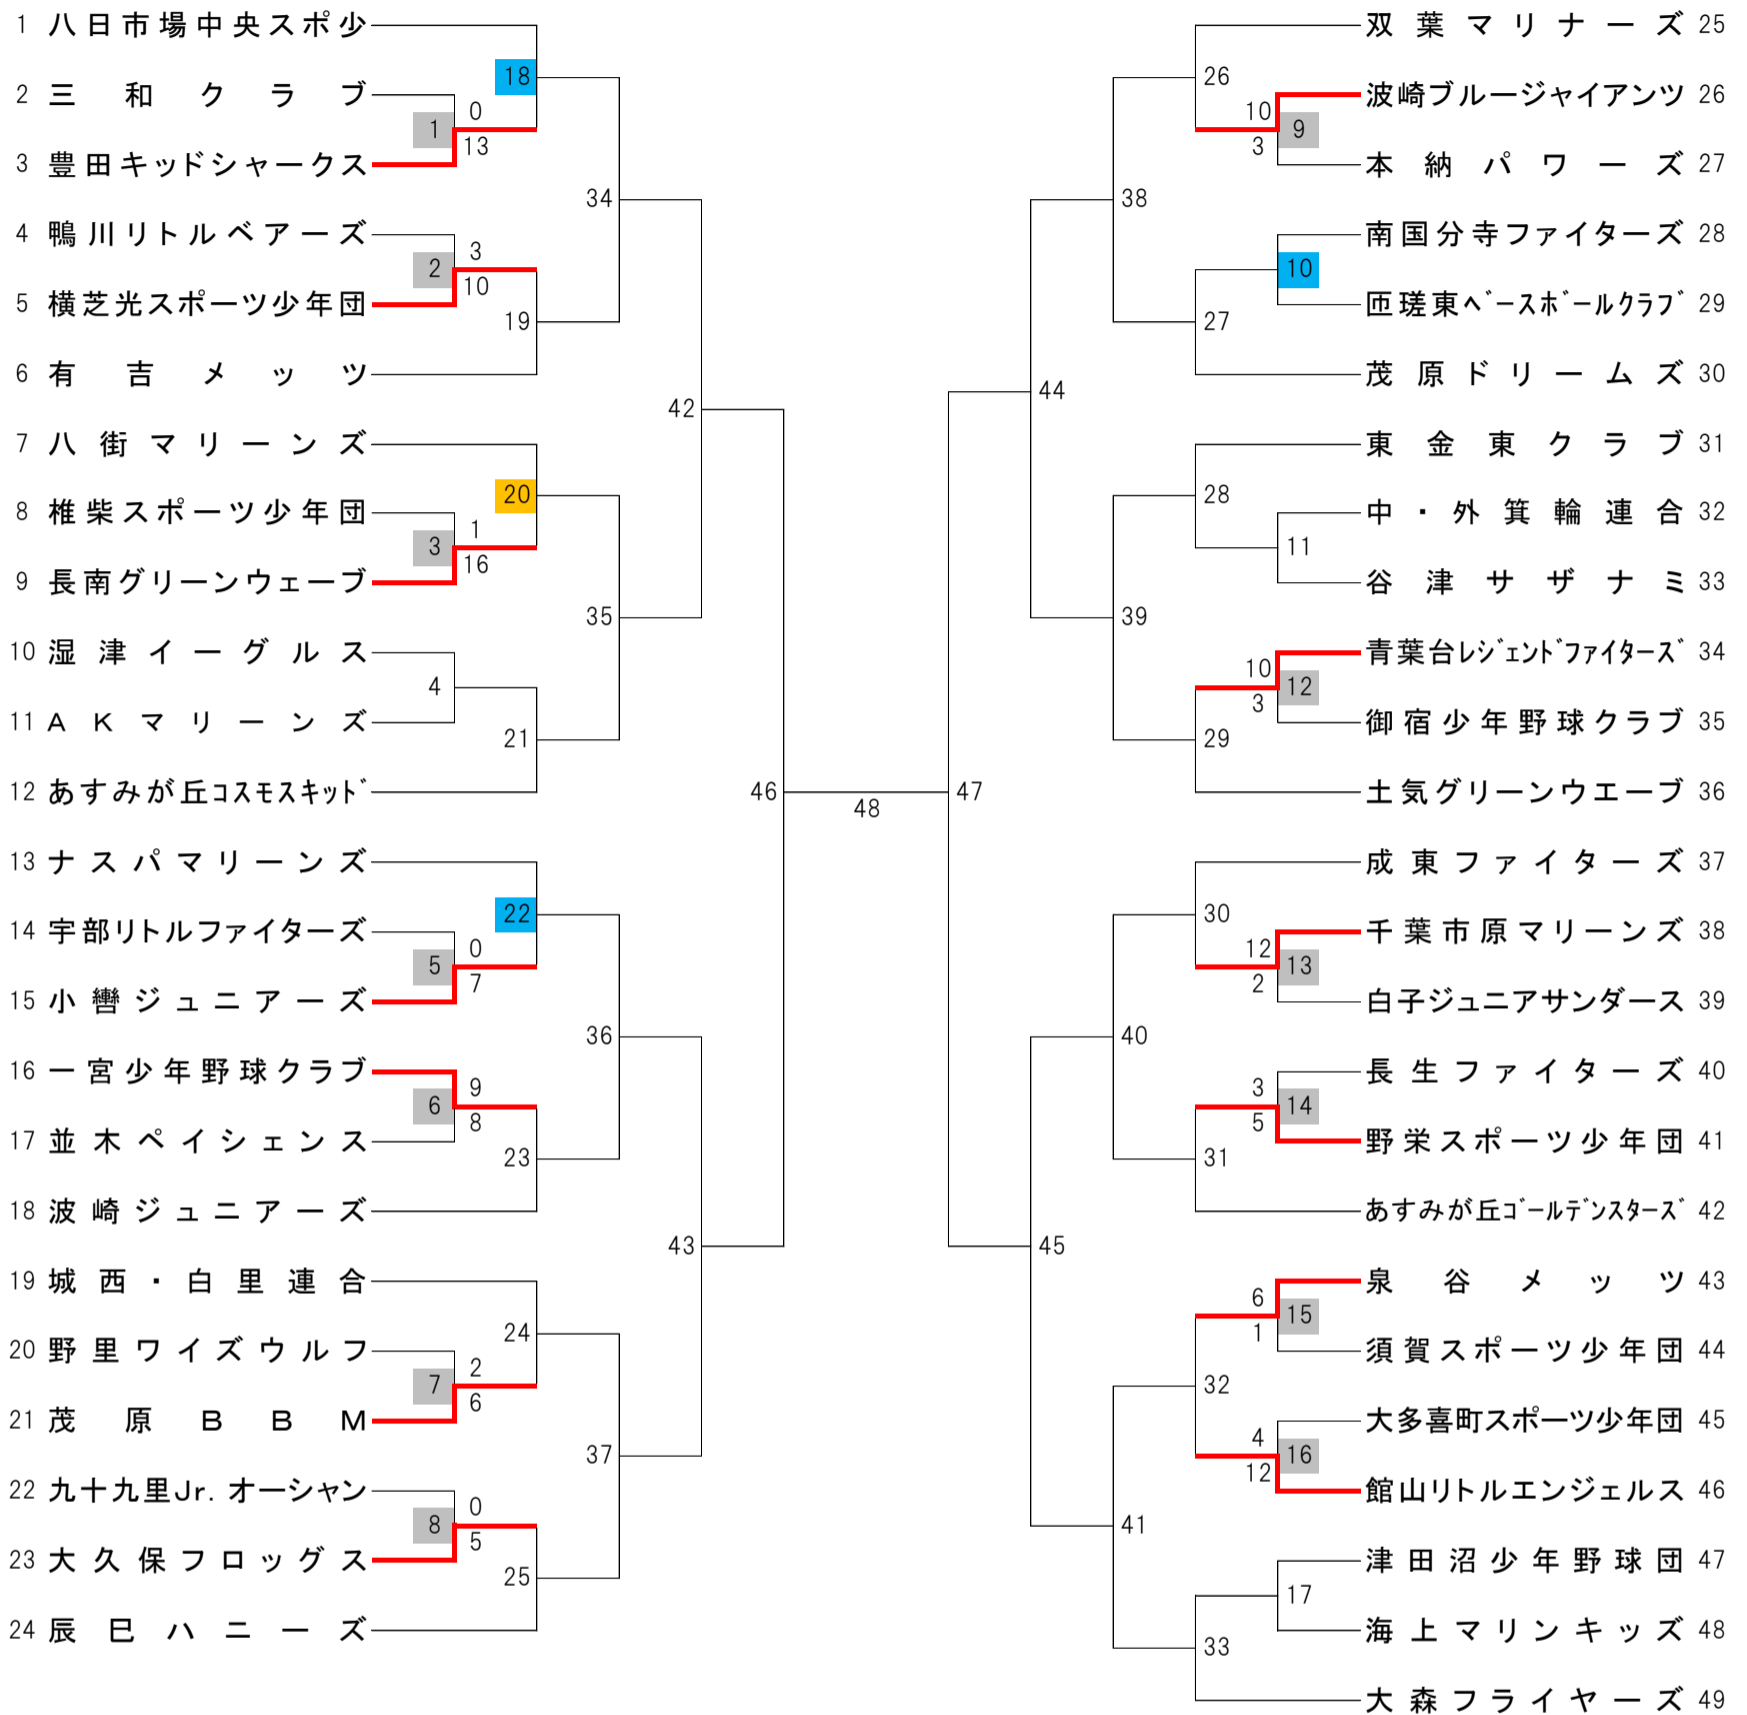 1 八日市場中央スポ少
18
2 三和クラブ
0
1
13
3 豊田キッドシャークス
34
4 鴨川リトルベアーズ
3
2
10
5 横芝光スポーツ少年団
19
6 有吉メッツ
42
7 八街マリーンズ
20
8 椎柴スポーツ少年団
1
3
16
9 長南グリーンウェーブ
35
10 湿津イーグルス
4
11 AKマリーンズ
21
12 あすみが丘コスモスキッド
46
48
47
13 ナスパマリーンズ
22
14 宇部リトルファイターズ
0
5
7
15 小轡ジュニアーズ
36
16 一宮少年野球クラブ
9
6
8
17 並木ペイシェンス
23
18 波崎ジュニアーズ
43
19 城西・白里連合
24
20 野里ワイズウルフ
2
7
6
21 茂原BBM
37
22 九十九里Jr.オーシャン
0
8
5
23 大久保フロッグス
25
24 辰巳ハニーズ
双葉マリナーズ 25
26
波崎ブルージャイアンツ 26
10
9
3
本納パワーズ 27
38
南国分寺ファイターズ 28
10
匝瑳東ベースボールクラブ 29
27
茂原ドリームズ 30
44
東金東クラブ 31
28
中・外箕輪連合 32
11
谷津サザナミ 33
39
青葉台レジェンドファイターズ 34
10
12
3
御宿少年野球クラブ 35
29
土気グリーンウエーブ 36
成東ファイターズ 37
30
千葉市原マリーンズ 38
12
13
2
白子ジュニアサンダース 39
40
長生ファイターズ 40
3
14
5
野栄スポーツ少年団 41
31
あすみが丘ゴールデンスターズ 42
45
泉谷メッツ 43
6
15
1
須賀スポーツ少年団 44
32
大多喜町スポーツ少年団 45
4
16
12
館山リトルエンジェルス 46
41
津田沼少年野球団 47
17
海上マリンキッズ 48
33
大森フライヤーズ 49